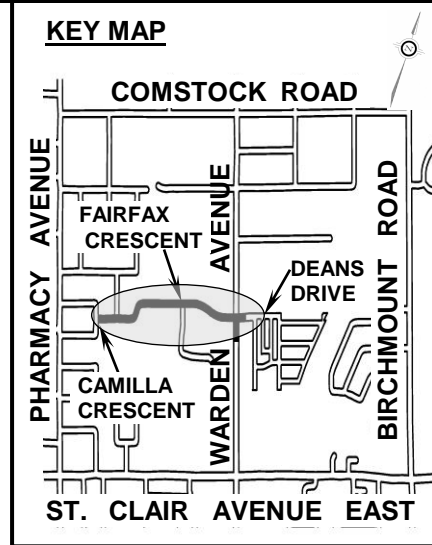 KEY MAP
COMSTOCK ROAD
PHARMACY AVENUE
FAIRFAX
CRESCENT
WARDEN AVENUE
DEANS
DRIVE
BIRCHMOUNT ROAD
CAMILLA
CRESCENT
ST. CLAIR AVENUE EAST